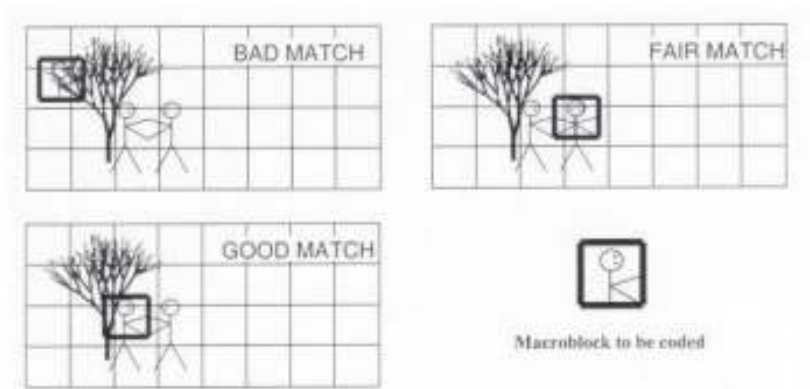 BAD MATCH
FAIR MATCH
GOOD MATCH
Macroblock to be coded